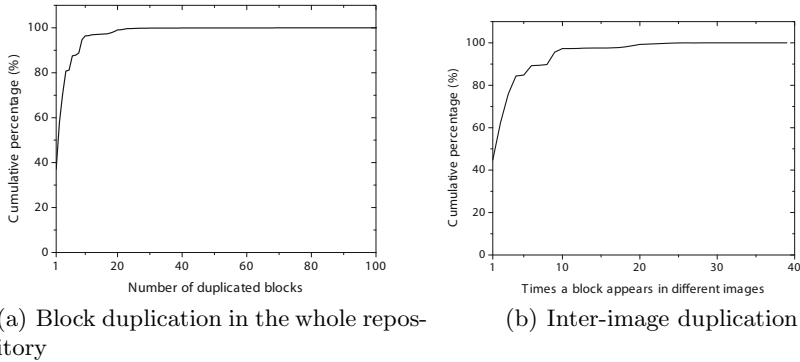 100
80
60
40
20
0
Cumulative percentage (%)
1 20 40 60 80 100
Number of duplicated blocks
(a) Block duplication in the whole repos-
itory
100
80
60
40
20
0
Cumulative percentage (%)
1 10 20 30 40
Times a block appears in different images
(b) Inter-image duplication